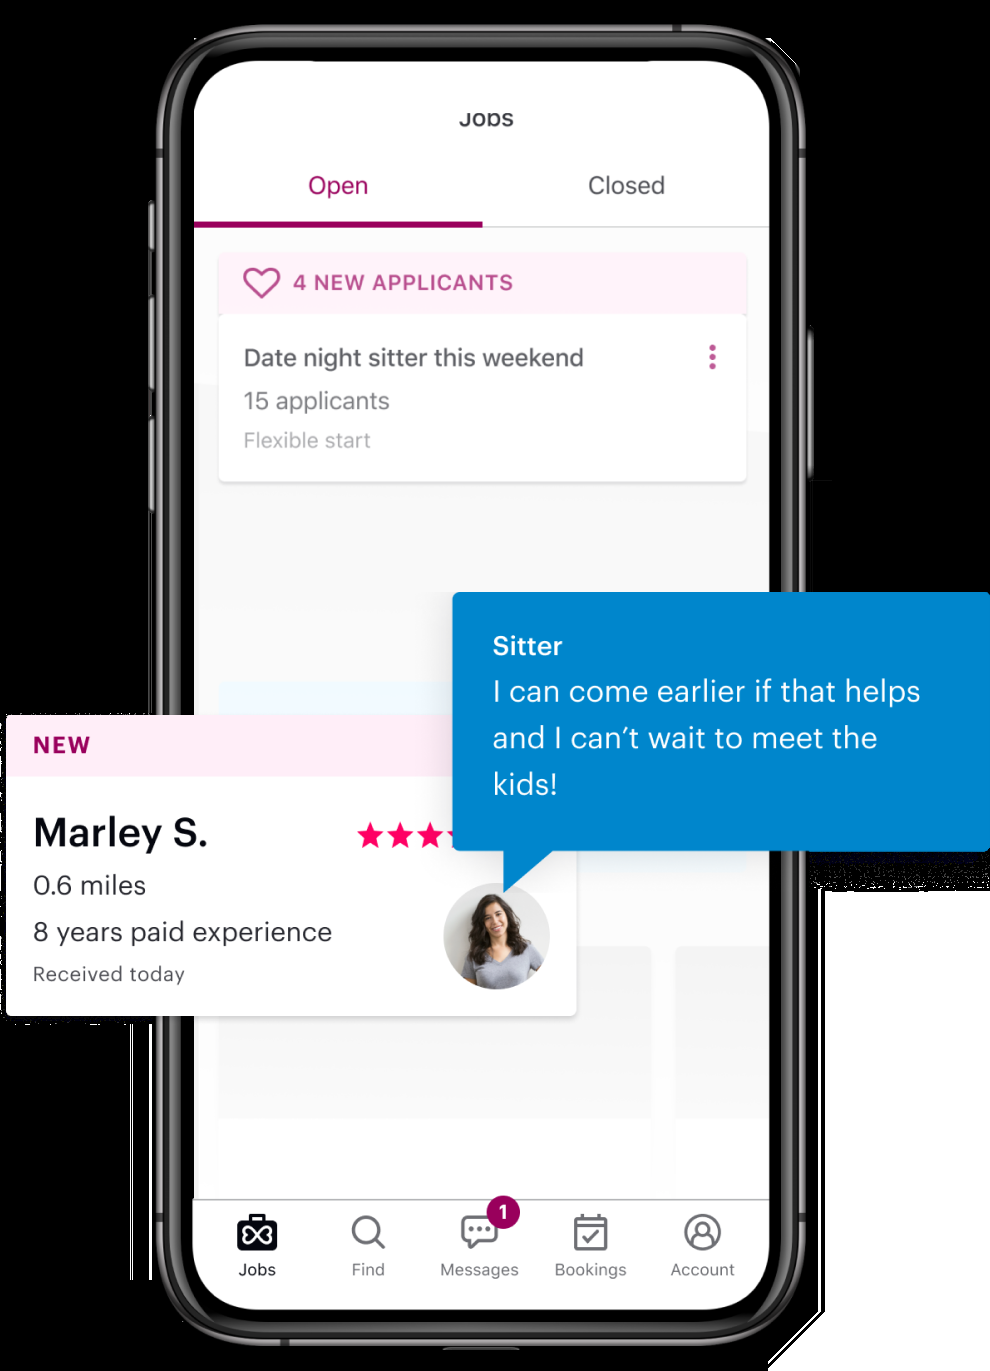 Jobs
Open
Closed
4 NEW APPLICANTS
Date night sitter this weekend
15 applicants
Flexible start
Sitter
I can come earlier if that helps
and I can't wait to meet the
kids!
NEW
Marley S.
0.6 miles
8 years paid experience
Received today
1
Jobs
Find
Messages
Bookings
Account